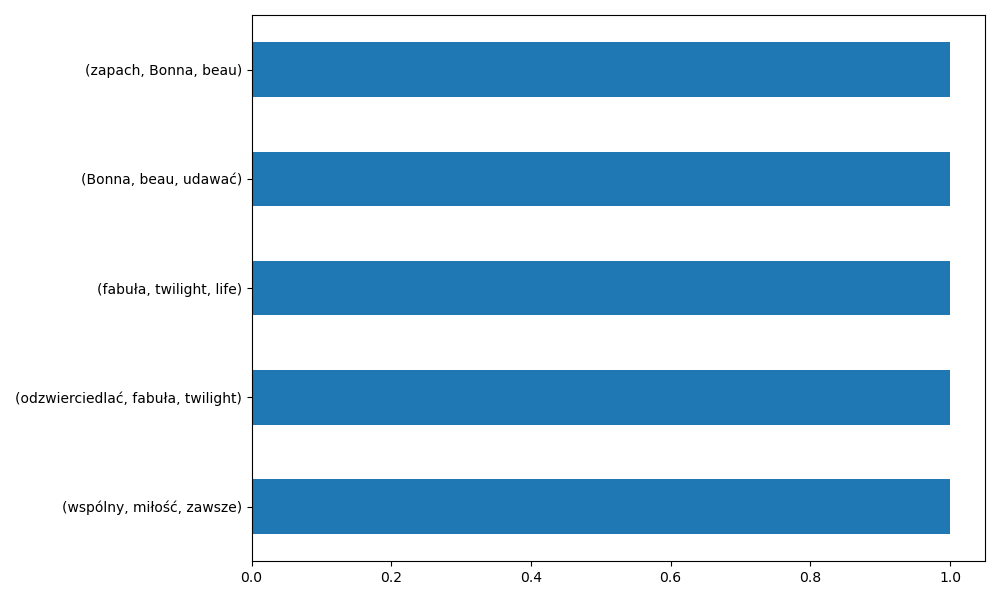 (zapach, Bonna, beau)
(Bonna, beau, udawać)
(fabuła, twilight, life)
(odzwierciedlać, fabuła, twilight)
(wspólny, miłość, zawsze)
0.0 0.2 0.4 0.6 0.8 1.0